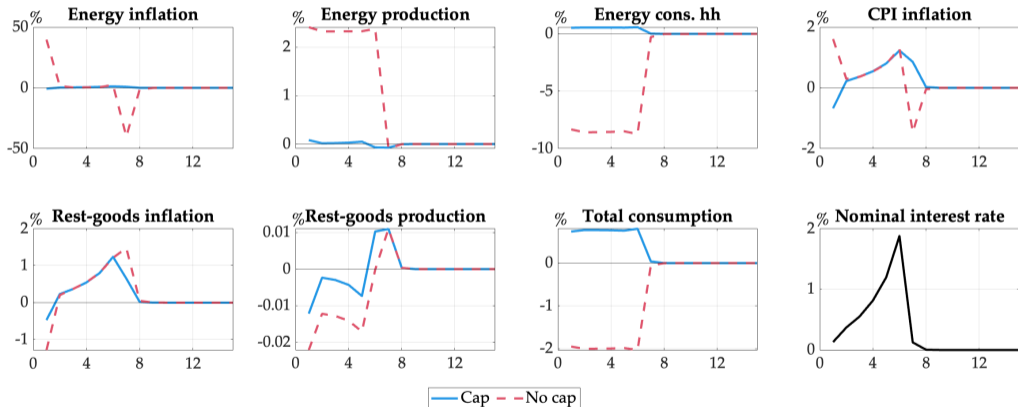 Energy inflation
%
50
0
-50
0 4 8 12
Energy production
%
2
1
0
0 4 8 12
Energy cons. hh
%
0
-5
-10
0 4 8 12
CPI inflation
%
2
0
-2
0 4 8 12
Rest-goods inflation
%
2
1
0
-1
0 4 8 12
Rest-goods production
%
0.01
0
-0.01
-0.02
0 4 8 12
Total consumption
%
0
-1
-2
0 4 8 12
Nominal interest rate
%
2
1
0
0 4 8 12
Cap No cap